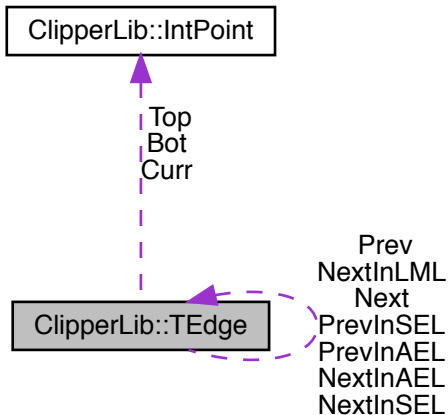 ClipperLib::IntPoint
Top
Bot
Curr
Prev
NextInLML
Next
PrevInSEL
PrevInAEL
NextInAEL
NextInSEL
ClipperLib::TEdge